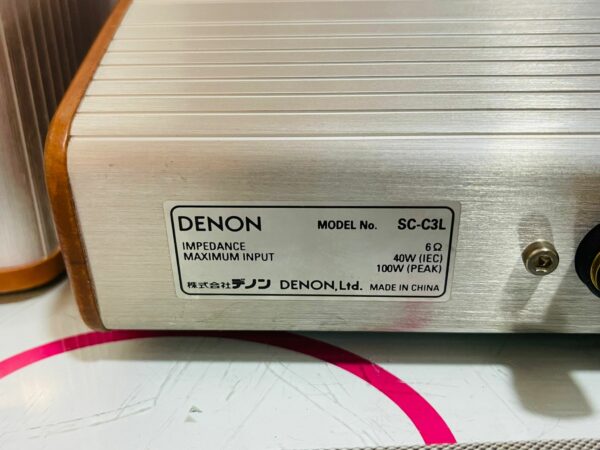 DENON MODEL No. SC-C3L
IMPEDANCE 6Ω
MAXIMUM INPUT 40W (IEC)
100W (PEAK)
株式会社デノン DENON, Ltd. MADE IN CHINA